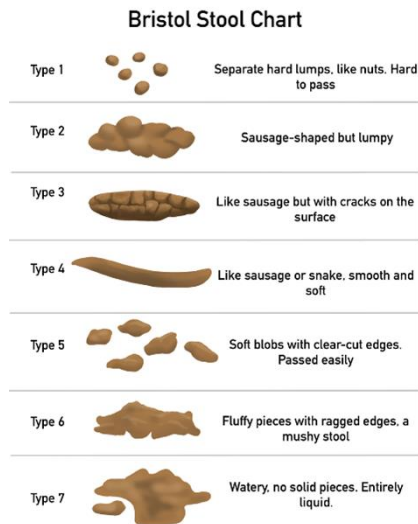 Bristol Stool Chart
Type 1
Separate hard lumps, like nuts. Hard
to pass
Type 2
Sausage-shaped but lumpy
Type 3
Like sausage but with cracks on the
surface
Type 4
Like sausage or snake, smooth and
soft
Type 5
Soft blobs with clear-cut edges.
Passed easily
Type 6
Fluffy pieces with ragged edges, a
mushy stool
Type 7
Watery, no solid pieces. Entirely
liquid.